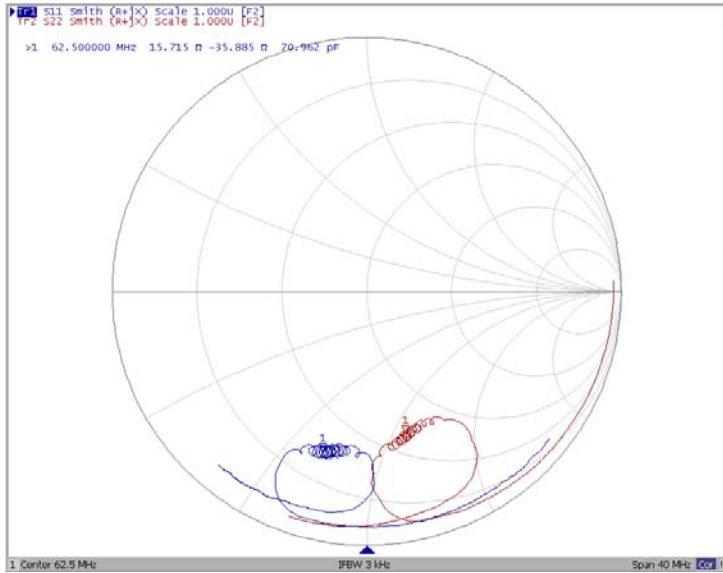 Tr1 S11 Smith (R+jX) Scale 1.000U [F2]
Tr2 S22 Smith (R+jX) Scale 1.000U [F2]
>1 62.500000 MHz 15.715 Ω -35.885 Ω 70.962 pF
1
1
1 Center 62.5 MHz IFBW 3 kHz Span 40 MHz Cor